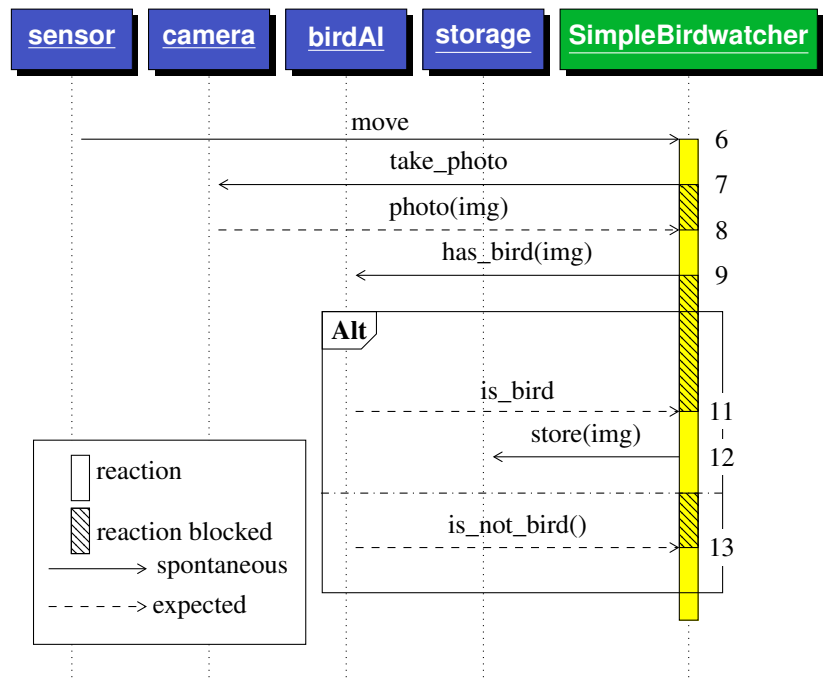 sensor camera birdAI storage SimpleBirdwatcher
move 6
take_photo 7
photo(img) 8
has_bird(img) 9
Alt
is_bird 11
store(img) 12
is_not_bird() 13
reaction
reaction blocked
spontaneous
expected